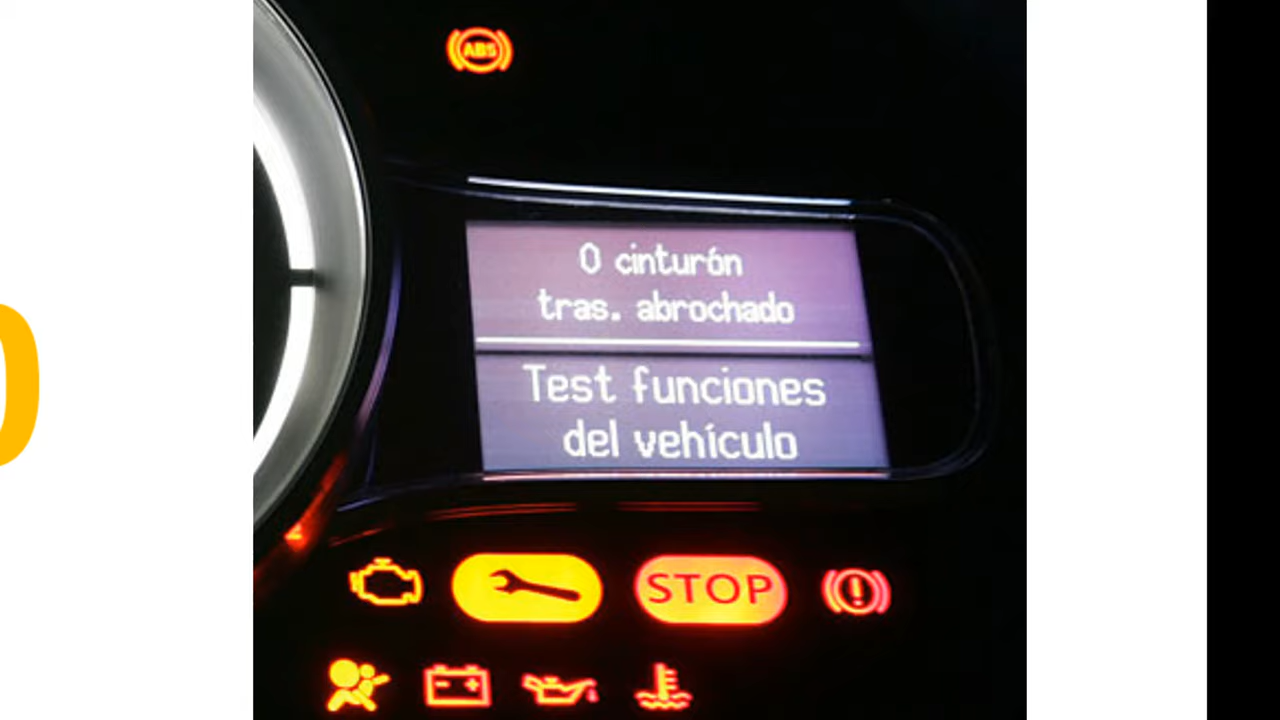 ABS
0 cinturón
tras. abrochado
Test funciones
del vehículo
STOP